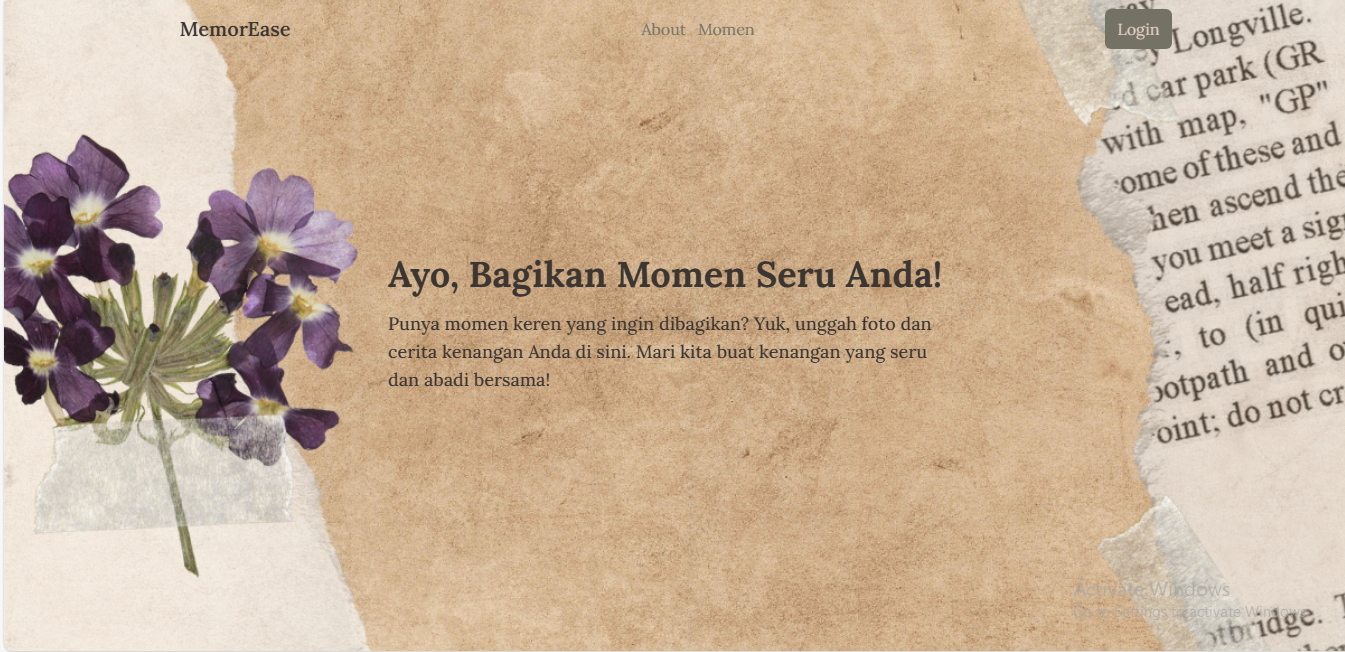 MemorEase
About Momen
Login
Ayo, Bagikan Momen Seru Anda!
Punya momen keren yang ingin dibagikan? Yuk, unggah foto dan
cerita kenangan Anda di sini. Mari kita buat kenangan yang seru
dan abadi bersama!
ey Longville.
d car park (GR
with map, "GP"
ome of these and
hen ascend the
you meet a sig
ead, half righ
to (in qui
ootpath and o
oint; do not cr
Activate Windows
Go to Settings to activate Windows.
otbridge. T